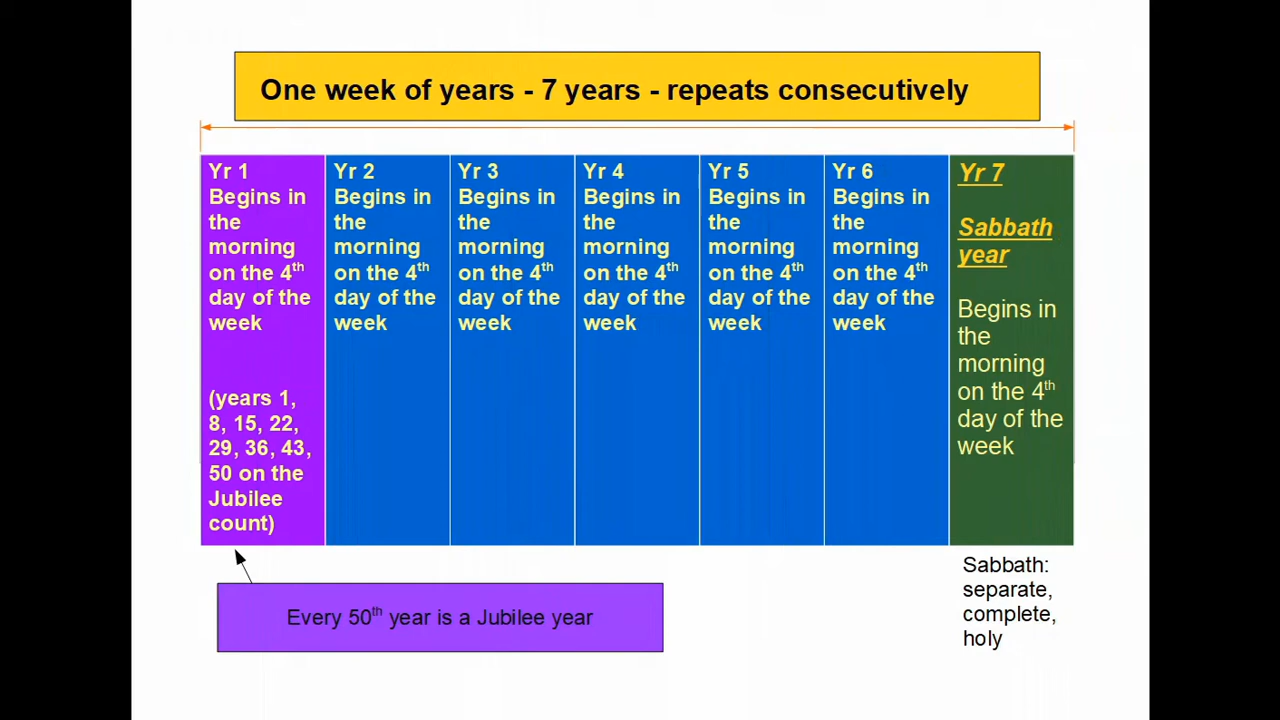 One week of years - 7 years - repeats consecutively
Yr 1
Begins in
the
morning
on the 4th
day of the
week
(years 1,
8, 15, 22,
29, 36, 43,
50 on the
Jubilee
count)
Yr 2
Begins in
the
morning
on the 4th
day of the
week
Yr 3
Begins in
the
morning
on the 4th
day of the
week
Yr 4
Begins in
the
morning
on the 4th
day of the
week
Yr 5
Begins in
the
morning
on the 4th
day of the
week
Yr 6
Begins in
the
morning
on the 4th
day of the
week
Yr 7
Sabbath
year
Begins in
the
morning
on the 4th
day of the
week
Every 50th year is a Jubilee year
Sabbath:
separate,
complete,
holy